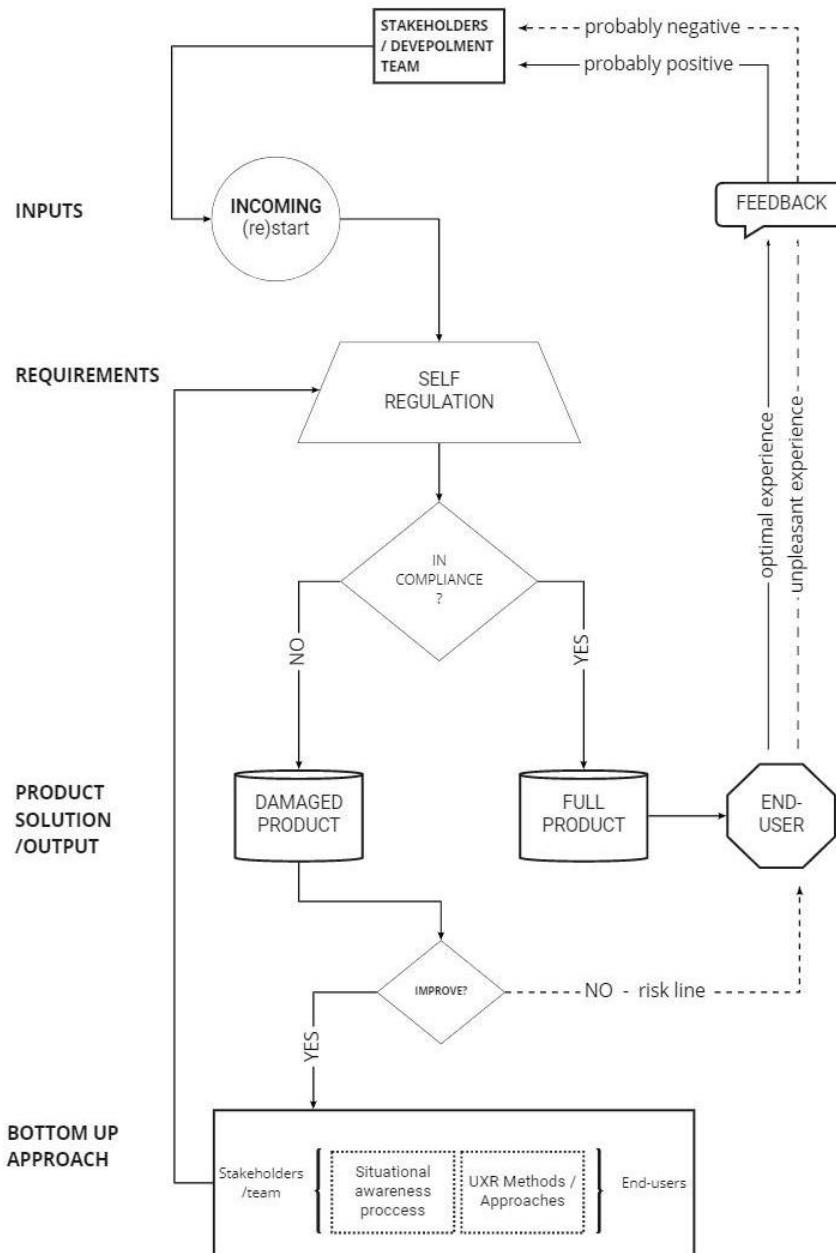 STAKEHOLDERS
/ DEVEPOLMENT
TEAM
probably negative
probably positive
INPUTS
INCOMING
(re)start
FEEDBACK
REQUIREMENTS
SELF
REGULATION
optimal experience
unpleasant experience
IN
COMPLIANCE
?
NO
YES
PRODUCT
SOLUTION
/OUTPUT
DAMAGED
PRODUCT
FULL
PRODUCT
END-
USER
IMPROVE?
NO - risk line
YES
BOTTOM UP
APPROACH
Stakeholders
/team
Situational
awareness
proccess
UXR Methods /
Approaches
End-users